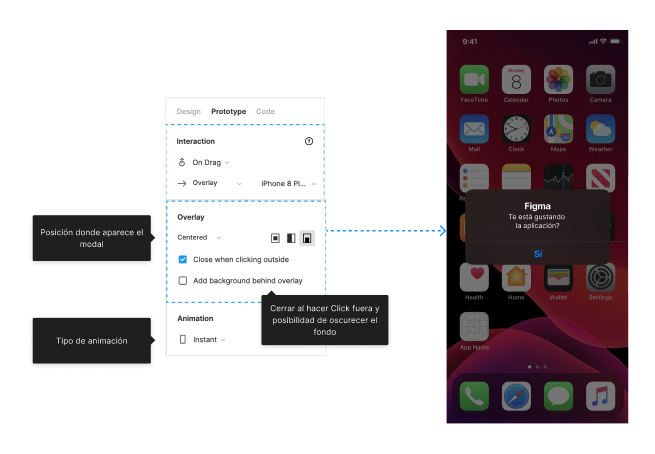 Design Prototype Code
Interaction
On Drag
Overlay iPhone 8 Pl...
Overlay
Centered
Close when clicking outside
Add background behind overlay
Animation
Instant
Posición donde aparece el
modal
Cerrar al hacer Click fuera y
posibilidad de oscurecer el
fondo
Tipo de animación
9:41
Monday
8
FaceTime Calendar Photos Camera
Mail Clock Maps Weather
Figma
Te está gustando
la aplicación?
Sí
Health Home Wallet Settings
App Name